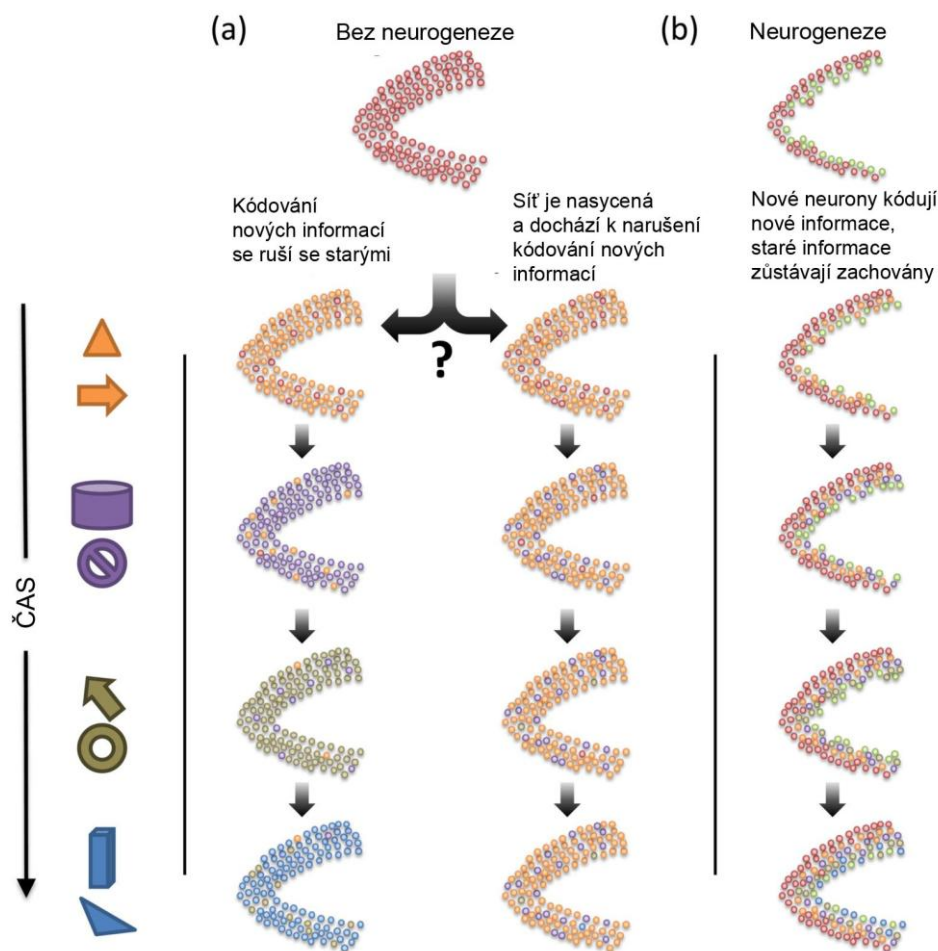 (a)
Bez neurogeneze
(b)
Neurogeneze
Kódování
nových informací
se ruší se starými
Síť je nasycená
a dochází k narušení
kódování nových
informací
Nové neurony kódují
nové informace,
staré informace
zůstávají zachovány
?
ČAS